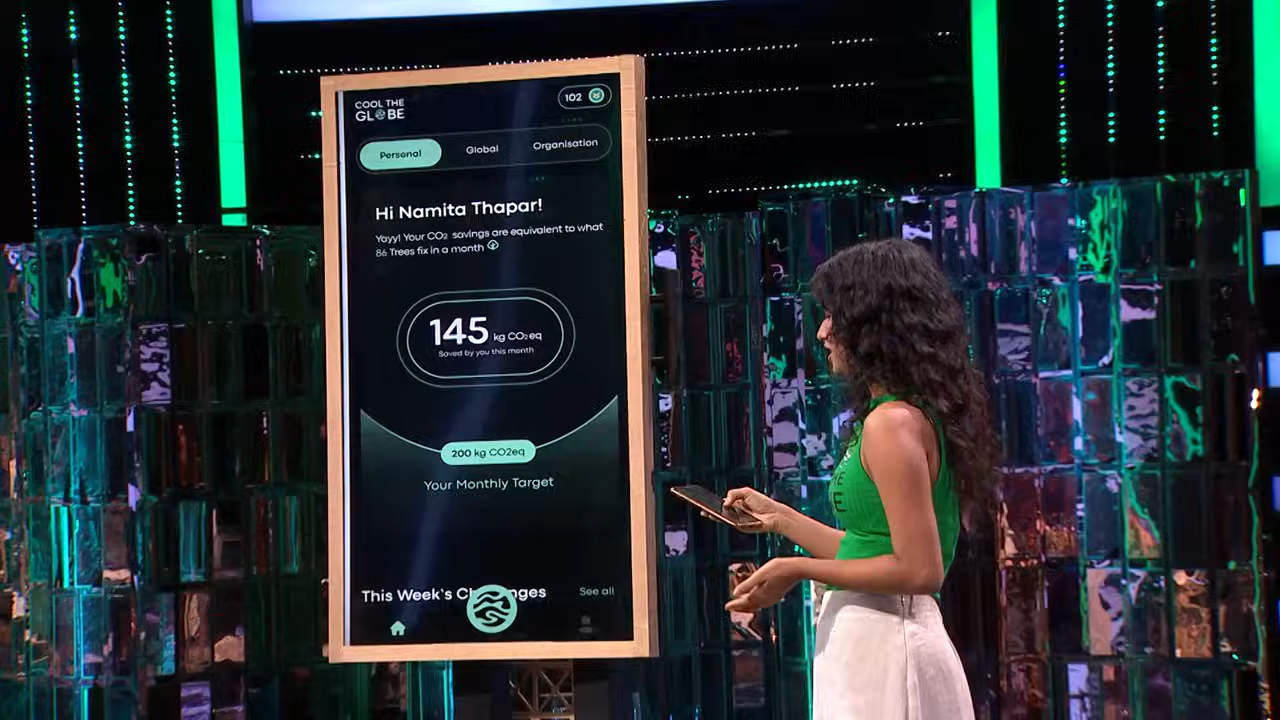 COOL THE
GLOBE
102
Personal
Global
Organisation
Hi Namita Thapar!
Yayy! Your CO₂ savings are equivalent to what
86 Trees fix in a month
145 kg CO₂eq
Saved by you this month
200 kg CO2eq
Your Monthly Target
This Week's
See all